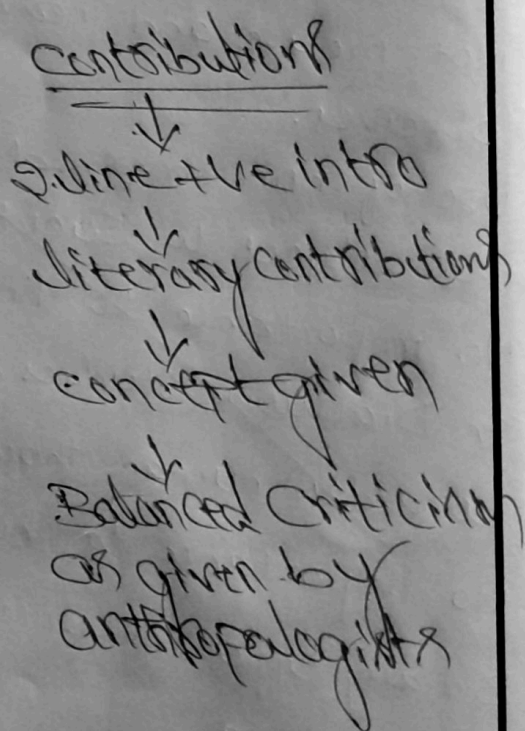 Contributions
↓
2.line +ve intro
↓
literary contributions
↓
concept given
↓
Balanced Criticism
as given by
anthropologists